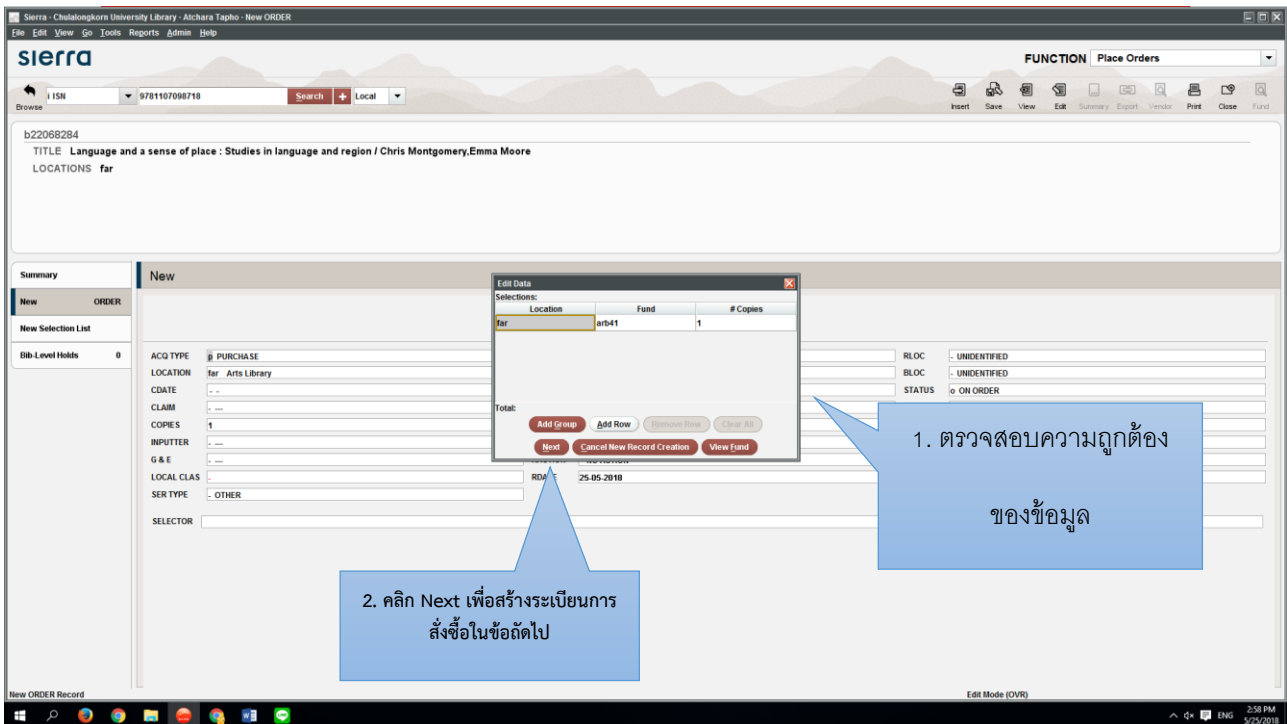 Sierra - Chulalongkorn University Library - Atchara Tapho - New ORDER
File Edit View Go Tools Reports Admin Help
sierra
FUNCTION Place Orders
Browse
i ISN 9781107098718 Search + Local
Insert Save View Edit Summary Export Vendor Print Close Fund
b22068284
TITLE Language and a sense of place : Studies in language and region / Chris Montgomery,Emma Moore
LOCATIONS far
Summary
New ORDER
New Selection List
Bib-Level Holds 0
New
Edit Data
Selections:
Location Fund # Copies
far arb41 1
Total:
Add Group Add Row Remove Row Clear All
Next Cancel New Record Creation View Fund
ACQ TYPE p PURCHASE
LOCATION far Arts Library
CDATE - -
CLAIM - ---
COPIES 1
INPUTTER - ---
G & E - ---
LOCAL CLAS -
SER TYPE - OTHER
SELECTOR
25-05-2018
RLOC - UNIDENTIFIED
BLOC - UNIDENTIFIED
STATUS o ON ORDER
1. ตรวจสอบความถูกต้อง
ของข้อมูล
2. คลิก Next เพื่อสร้างระเบียนการ
สั่งซื้อในข้อถัดไป
New ORDER Record
Edit Mode (OVR)
ENG
2:58 PM
5/25/2018